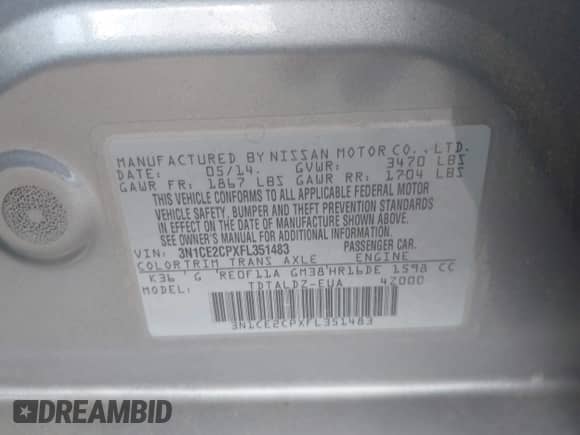 MANUFACTURED BY NISSAN MOTOR CO., LTD.
DATE: 05/14. GVWR: 3470 LBS
GAWR FR: 1867 LBS GAWR RR: 1704 LBS
THIS VEHICLE CONFORMS TO ALL APPLICABLE FEDERAL MOTOR
VEHICLE SAFETY, BUMPER AND THEFT PREVENTION STANDARDS
IN EFFECT ON THE DATE OF MANUFACTURE SHOWN ABOVE.
SEE OWNER'S MANUAL FOR ADDITIONAL INFORMATION
VIN: 3N1CE2CPXFL351483 PASSENGER CAR.
COLOR TRIM TRANS AXLE ENGINE
K36 G RE0F11A GM38 HR16DE 1598 CC
MODEL: TDTALDZ-EUA 42000
3N1CE2CPXFL351483
DREAMBID